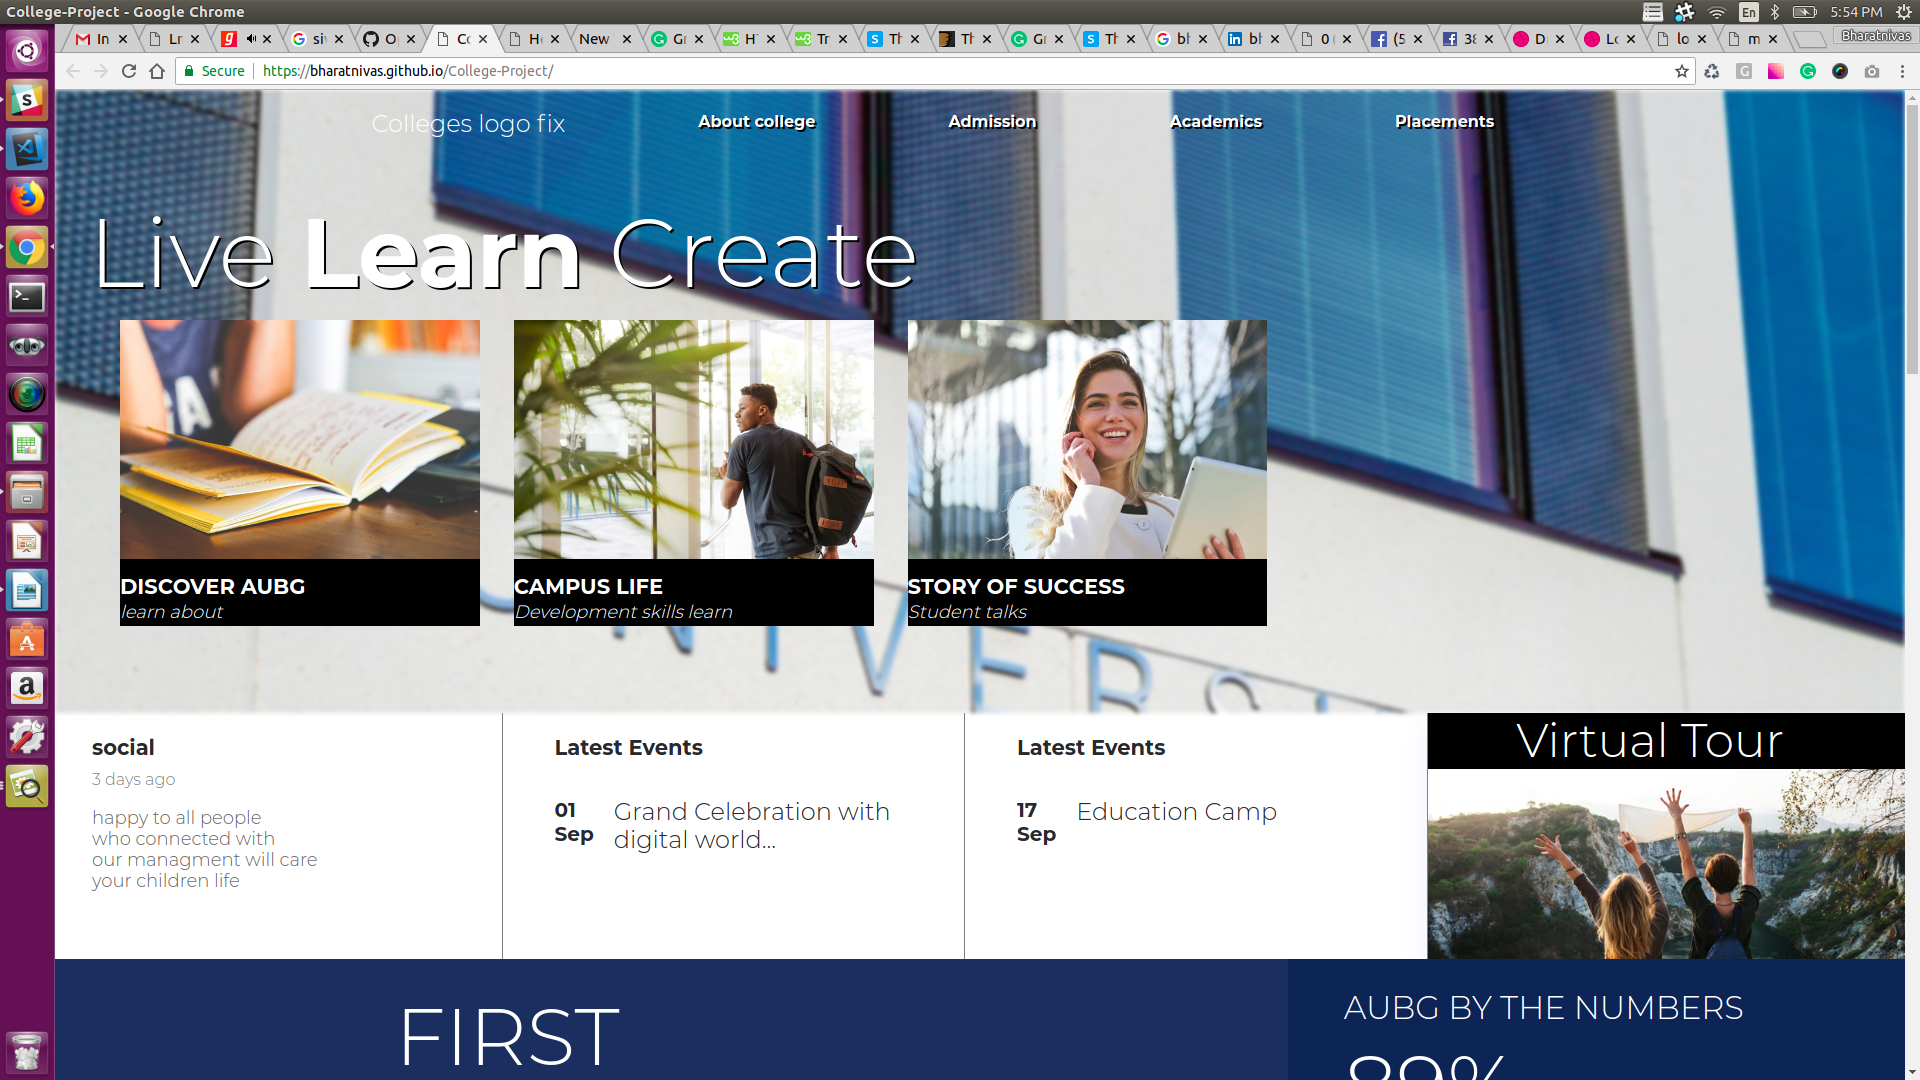 College-Project - Google Chrome
En
5:54 PM
In
Lr
siv
O
Co
H
New
Gr
H
Tr
Th
Th
Gr
Th
bh
bh
0 (
(5
38
D
Lo
lo
m
Bharatnivas
Secure
https://bharatnivas.github.io/College-Project/
Colleges logo fix
About college
Admission
Academics
Placements
Live Learn Create
DISCOVER AUBG
learn about
CAMPUS LIFE
Development skills learn
STORY OF SUCCESS
Student talks
social
3 days ago
happy to all people
who connected with
our managment will care
your children life
Latest Events
01
Sep
Grand Celebration with
digital world...
Latest Events
17
Sep
Education Camp
Virtual Tour
FIRST
AUBG BY THE NUMBERS
89%